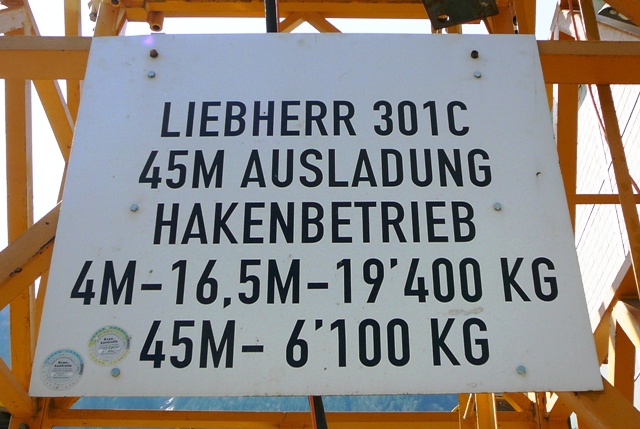 LIEBHERR 301C
45M AUSLADUNG
HAKENBETRIEB
4M-16,5M-19'400 KG
45M- 6'100 KG